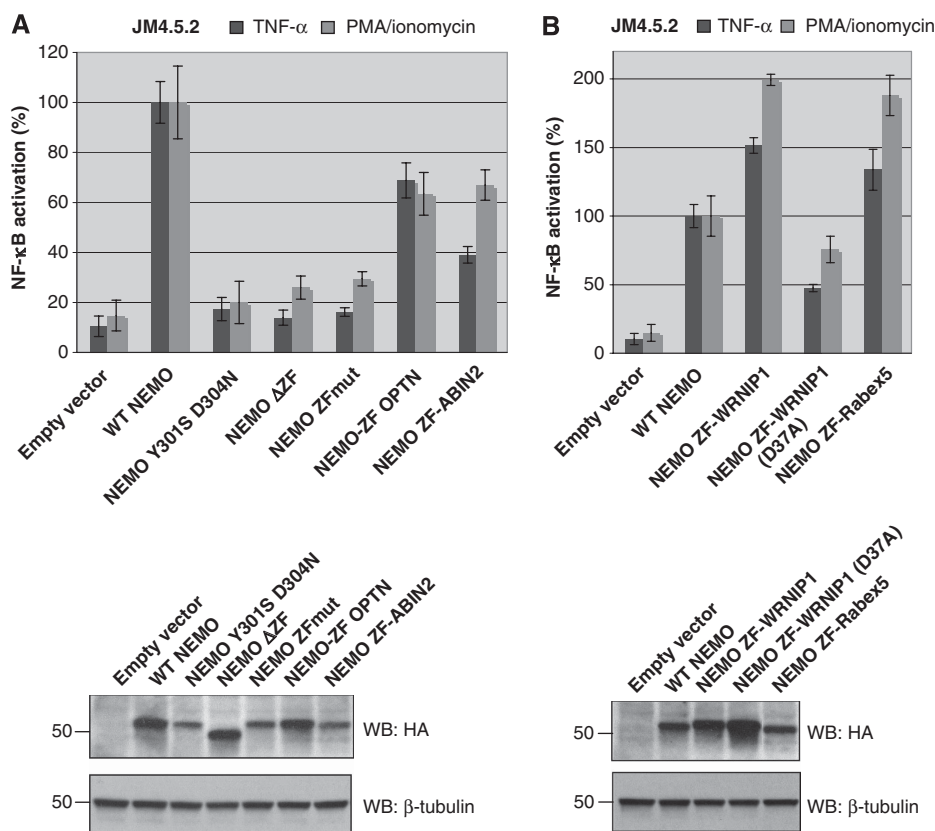 A
JM4.5.2 TNF-α PMA/ionomycin
NF-κB activation (%)
120
100
80
60
40
20
0
Empty vector
WT NEMO
NEMO Y301S D304N
NEMO ΔZF
NEMO ZFmut
NEMO-ZF OPTN
NEMO ZF-ABIN2
Empty vector
WT NEMO
NEMO Y301S D304N
NEMO ΔZF
NEMO ZFmut
NEMO-ZF OPTN
NEMO ZF-ABIN2
50
WB: HA
50
WB: β-tubulin
B
JM4.5.2 TNF-α PMA/ionomycin
NF-κB activation (%)
200
150
100
50
0
Empty vector
WT NEMO
NEMO ZF-WRNIP1
NEMO ZF-WRNIP1
(D37A)
NEMO ZF-Rabex5
Empty vector
WT NEMO
NEMO ZF-WRNIP1
NEMO ZF-WRNIP1 (D37A)
NEMO ZF-Rabex5
50
WB: HA
50
WB: β-tubulin